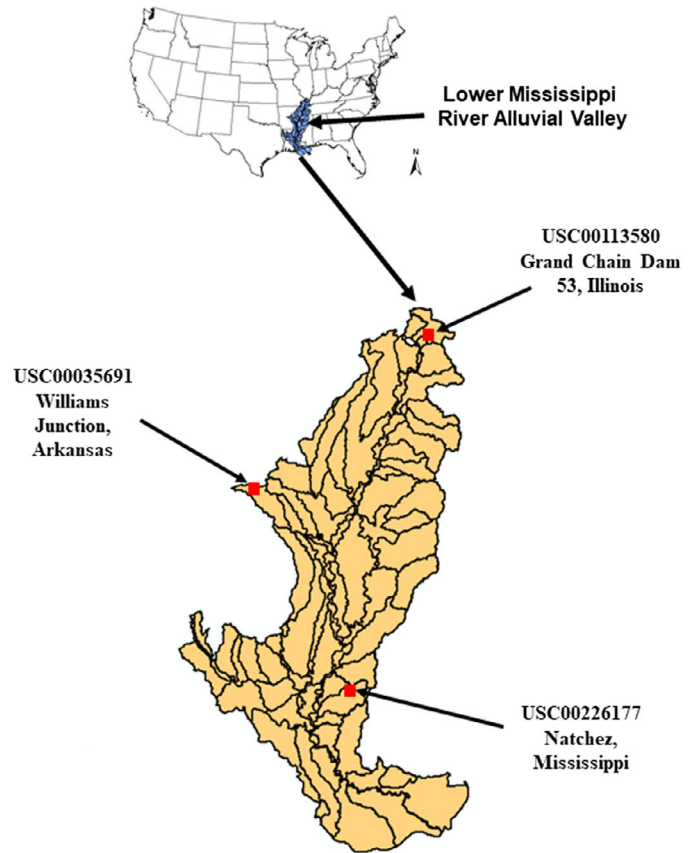 Lower Mississippi
River Alluvial Valley
N
USC00113580
Grand Chain Dam
53, Illinois
USC00035691
Williams
Junction,
Arkansas
USC00226177
Natchez,
Mississippi